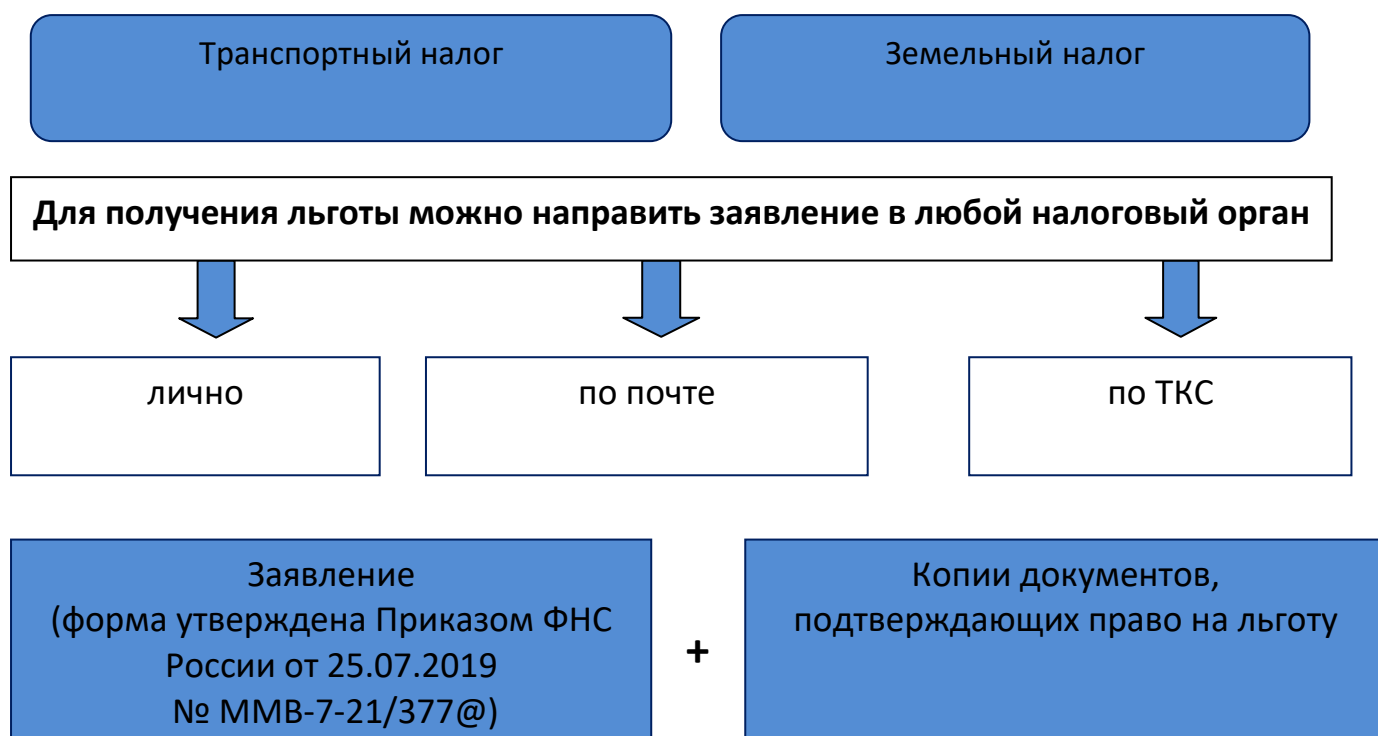 Транспортный налог
Земельный налог
Для получения льготы можно направить заявление в любой налоговый орган
лично
по почте
по ТКС
Заявление
(форма утверждена Приказом ФНС
России от 25.07.2019
№ ММВ-7-21/377@)
+
Копии документов,
подтверждающих право на льготу